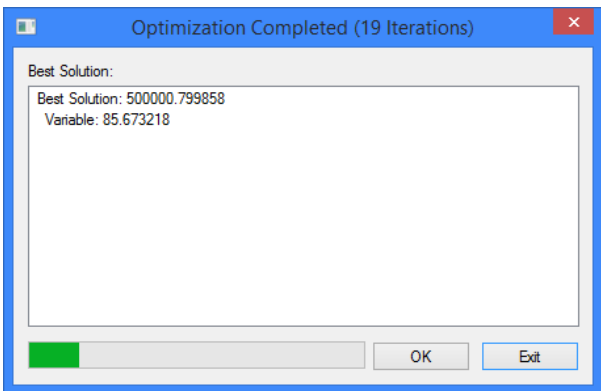 Optimization Completed (19 Iterations)
Best Solution:
Best Solution: 500000.799858
Variable: 85.673218
OK
Exit